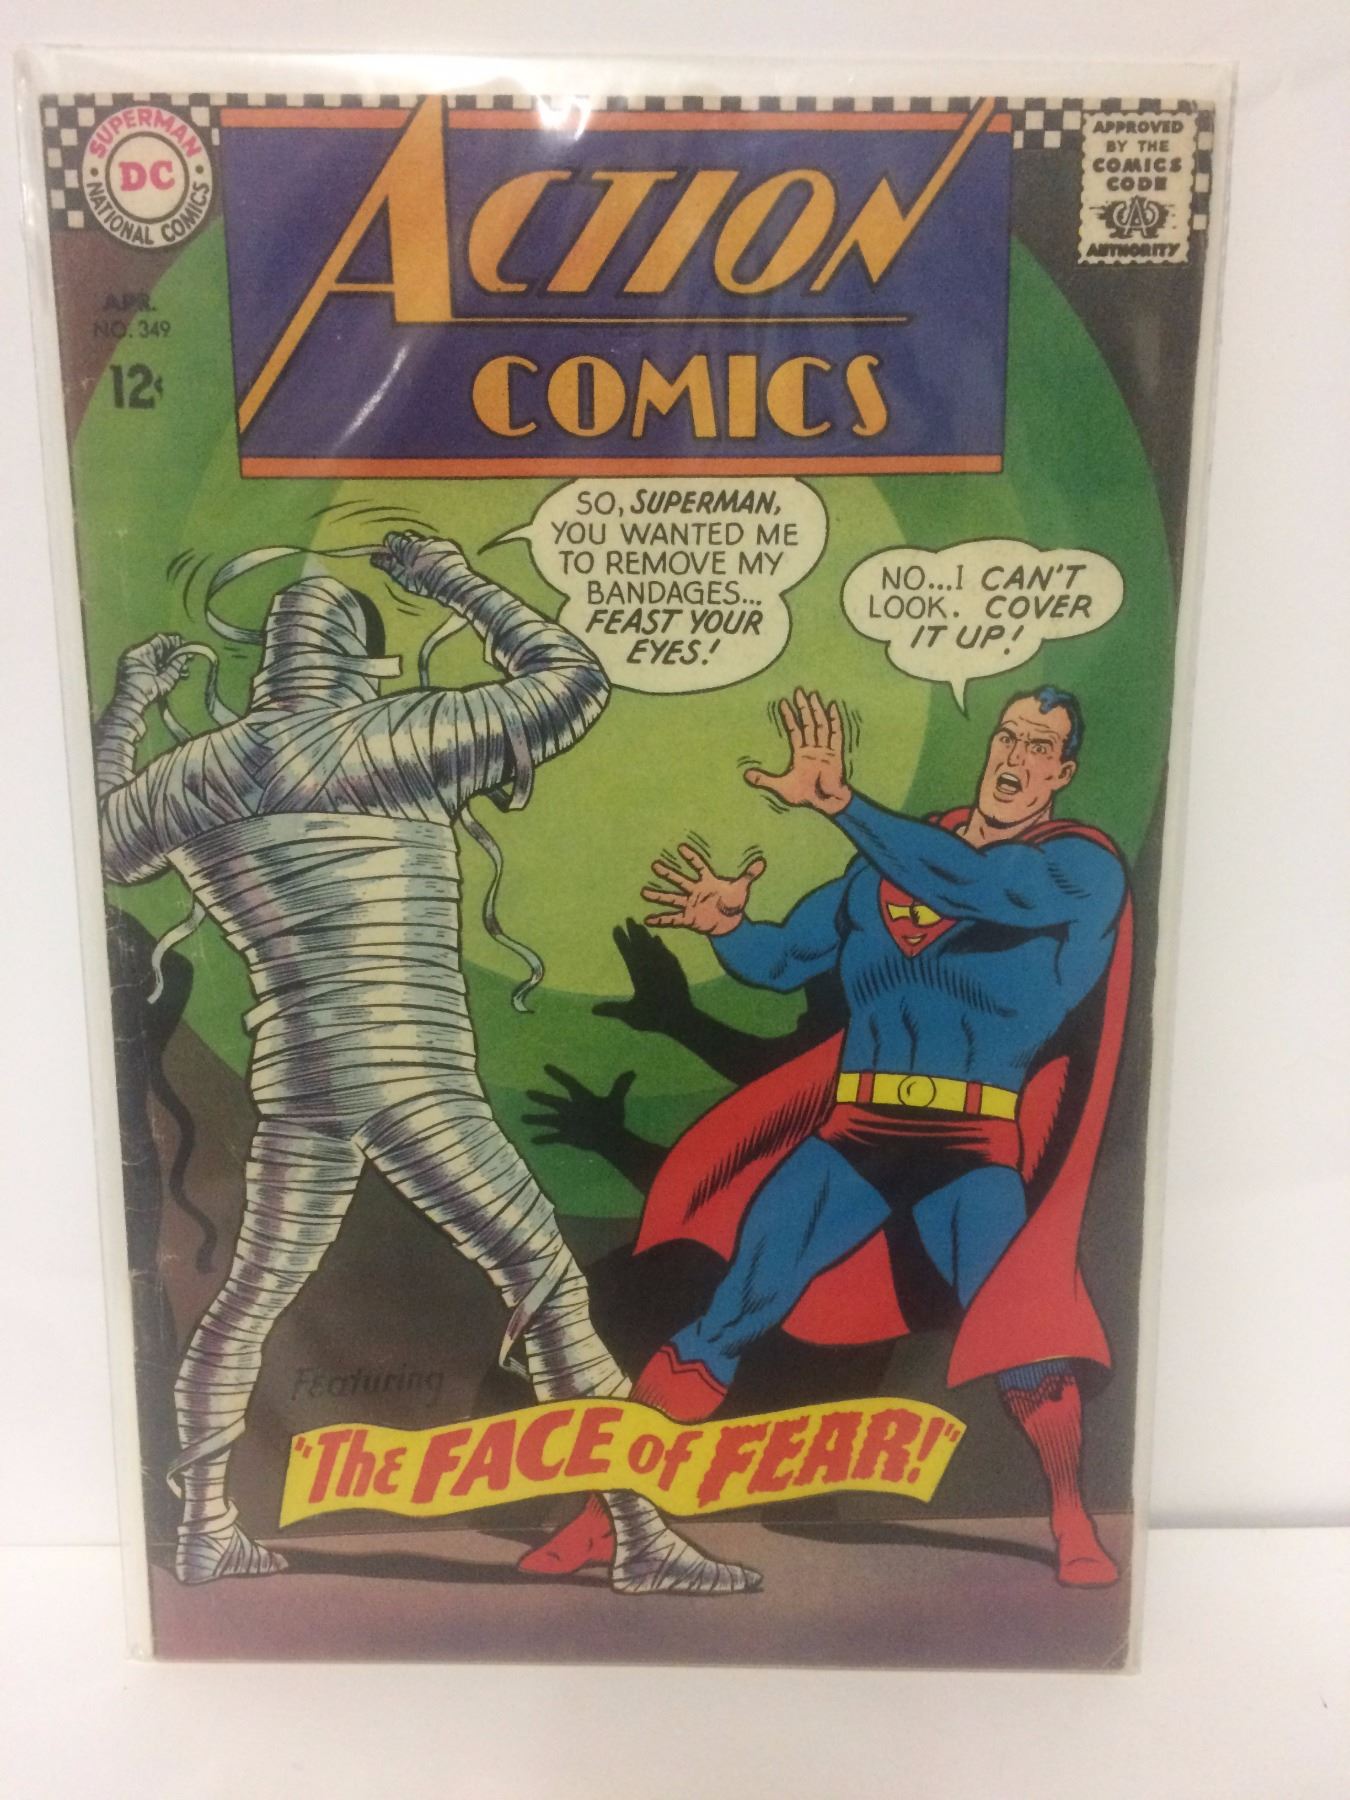 SUPERMAN
DC
NATIONAL COMICS
APPROVED
BY THE
COMICS
CODE
CA
AUTHORITY
ACTION
COMICS
APR.
NO. 349
12¢
SO, SUPERMAN,
YOU WANTED ME
TO REMOVE MY
BANDAGES...
FEAST YOUR
EYES!
NO...I CAN'T
LOOK. COVER
IT UP!
Featuring
"The FACE of FEAR!"